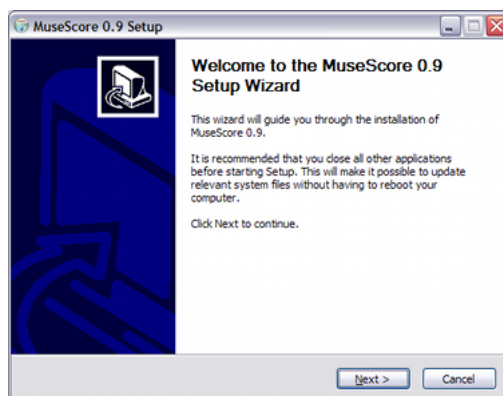 MuseScore 0.9 Setup
Welcome to the MuseScore 0.9
Setup Wizard
This wizard will guide you through the installation of
MuseScore 0.9.
It is recommended that you close all other applications
before starting Setup. This will make it possible to update
relevant system files without having to reboot your
computer.
Click Next to continue.
Next >
Cancel